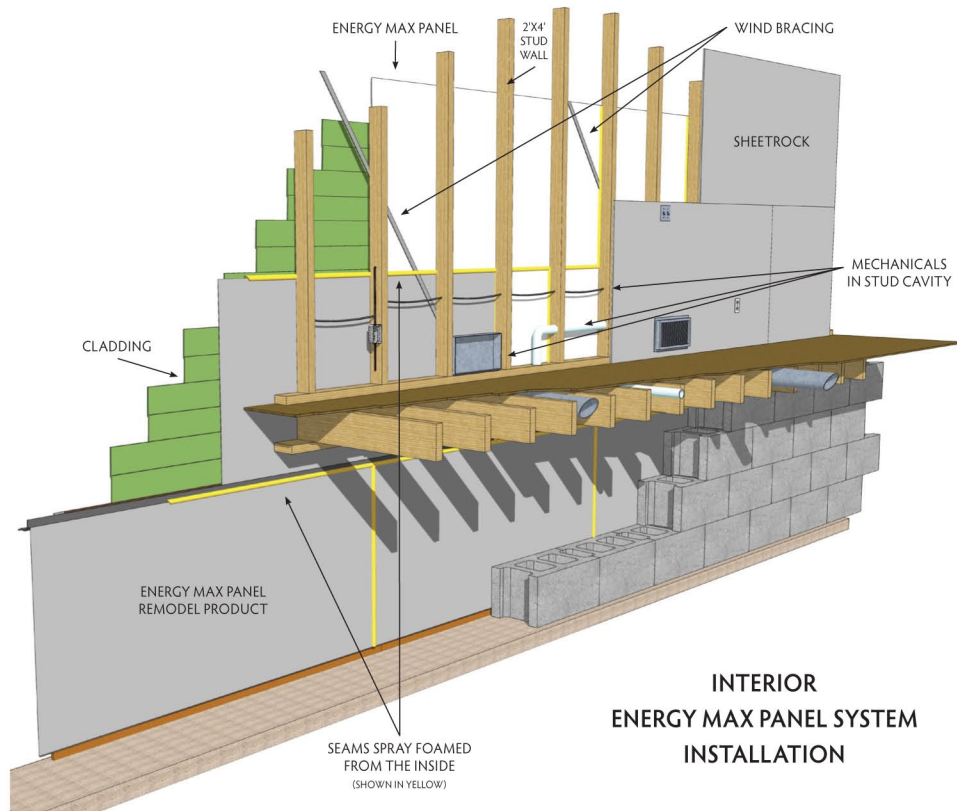 ENERGY MAX PANEL
2'X4'
STUD
WALL
WIND BRACING
SHEETROCK
MECHANICALS
IN STUD CAVITY
CLADDING
ENERGY MAX PANEL
REMODEL PRODUCT
SEAMS SPRAY FOAMED
FROM THE INSIDE
(SHOWN IN YELLOW)
INTERIOR
ENERGY MAX PANEL SYSTEM
INSTALLATION